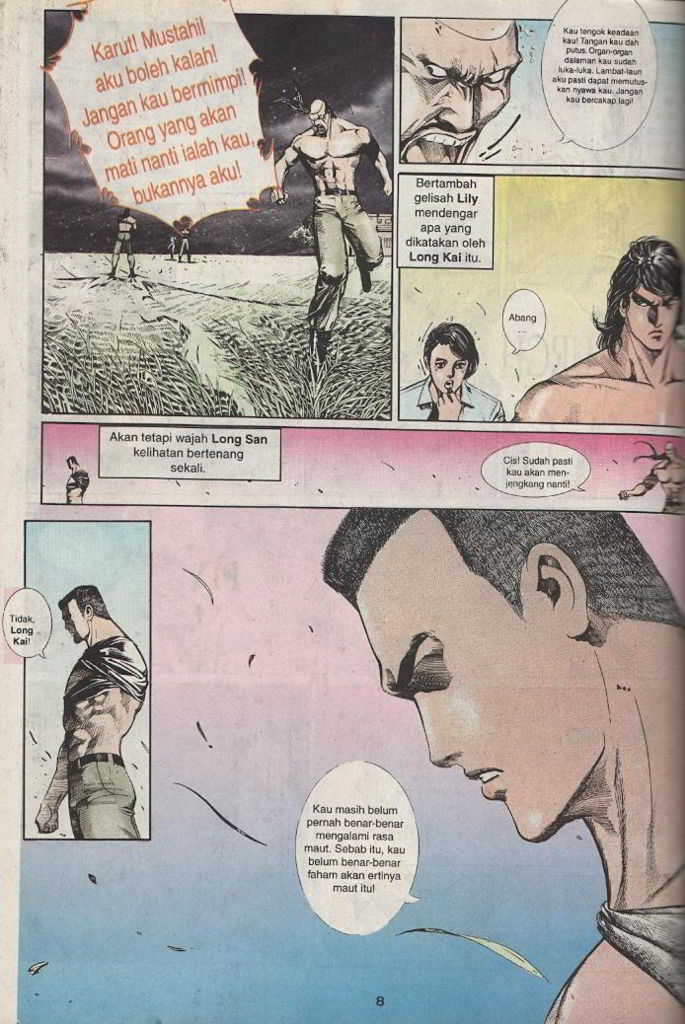 Karut! Mustahil
aku boleh kalah!
Jangan kau bermimpi!
Orang yang akan
mati nanti ialah kau,
bukannya aku!
Kau tengok keadaan
kau! Tangan kau dah
putus. Organ-organ
dalaman kau sudah
luka-luka. Lambat-laun
aku pasti dapat memutus-
kan nyawa kau. Jangan
kau bercakap lagi!
Bertambah
gelisah Lily
mendengar
apa yang
dikatakan oleh
Long Kai itu.
Abang
...
Akan tetapi wajah Long San
kelihatan bertenang
sekali.
Cis! Sudah pasti
kau akan men-
jengkang nanti!
Tidak,
Long
Kai!
Kau masih belum
pernah benar-benar
mengalami rasa
maut. Sebab itu, kau
belum benar-benar
faham akan ertinya
maut itu!
8